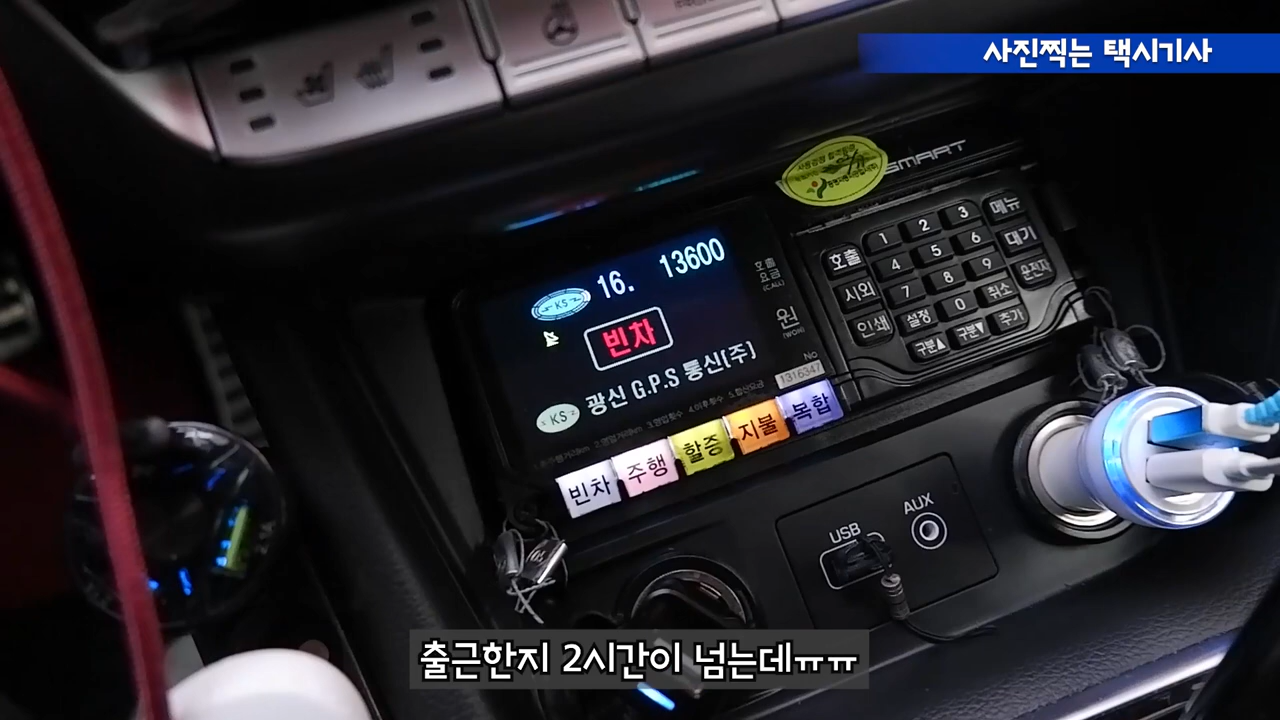 사진찍는 택시기사
SMART
KS
16. 13600
빈차
KS
광신 G.P.S 통신(주)
호출
요금
(CALL)
원
(WON)
No
1316347
호출 1 2 3 메뉴
시외 4 5 6 대기
인쇄 7 8 9 운전자
설정 0 취소
구분▲ 구분▼ 추가
빈차 주행 할증 지불 복합
USB AUX
출근한지 2시간이 넘는데ㅠㅠ